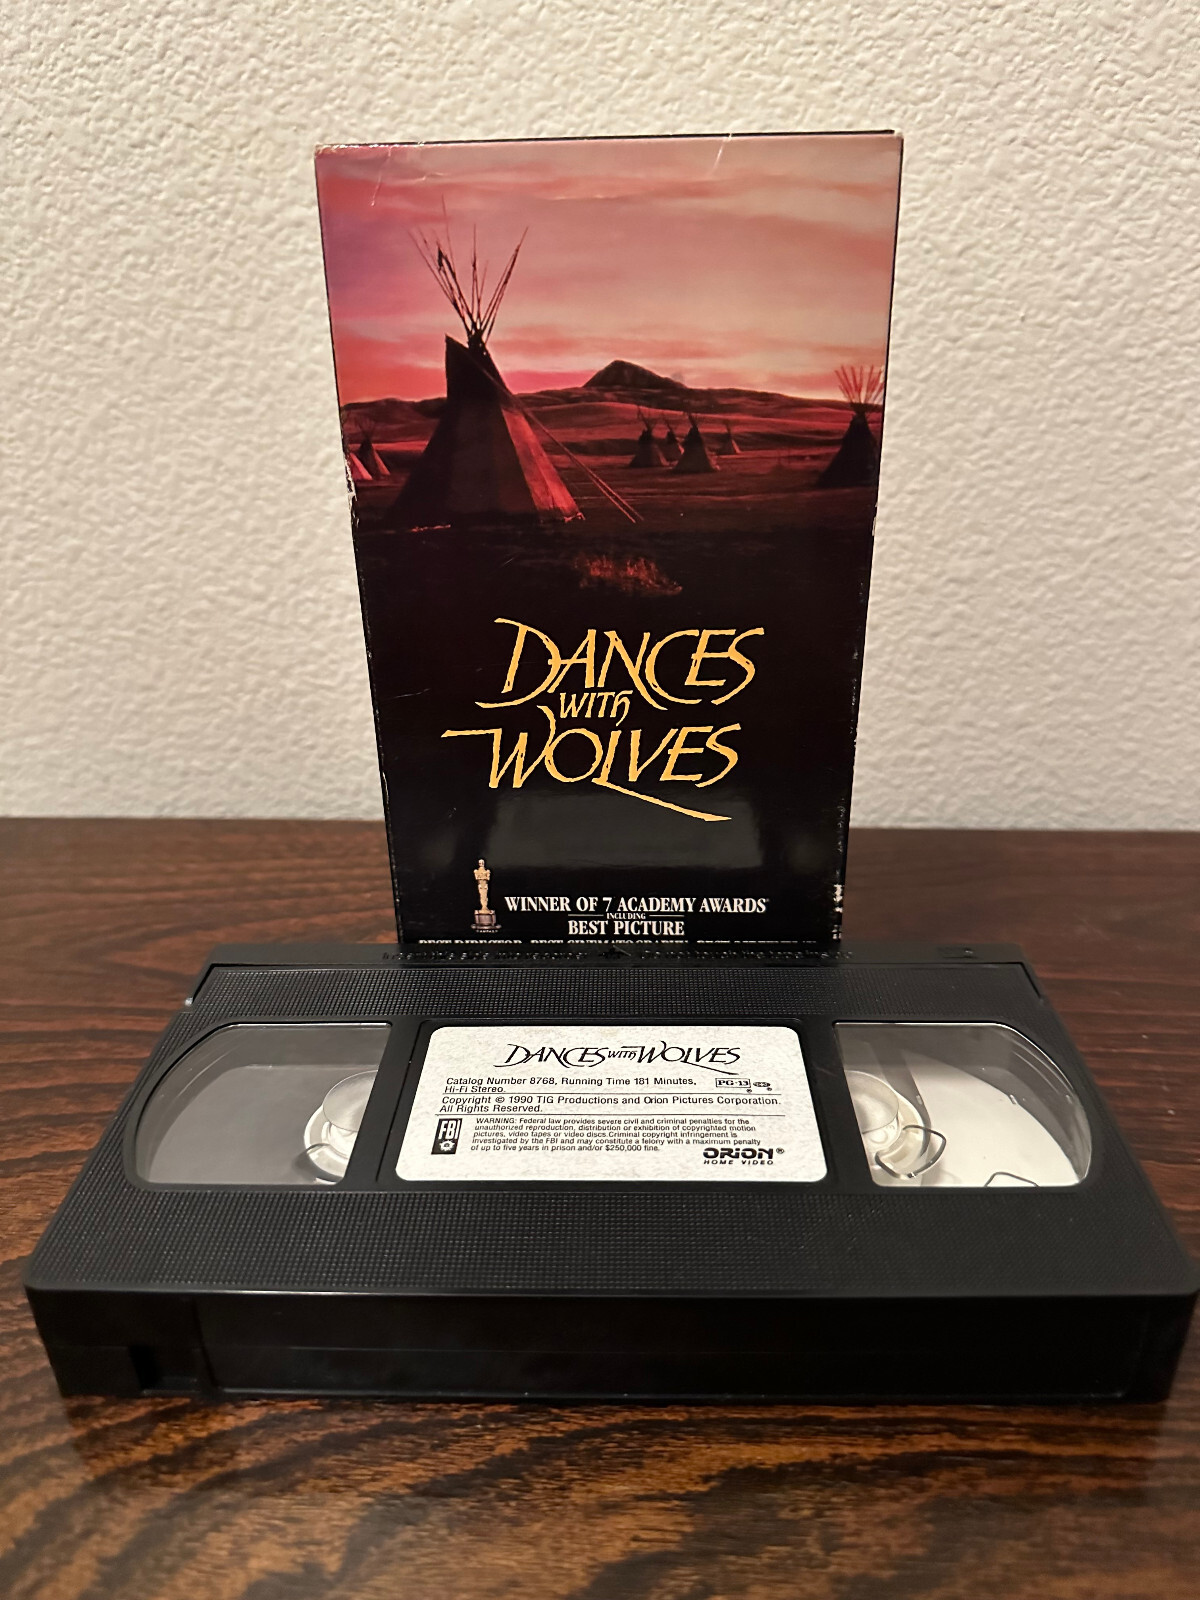 DANCES
WITH
WOLVES
WINNER OF 7 ACADEMY AWARDS®
INCLUDING
BEST PICTURE
BEST DIRECTOR BEST CINEMATOGRAPHY
DANCES WITH WOLVES
Catalog Number 8768, Running Time 181 Minutes,
Hi-Fi Stereo.
PG-13
Copyright © 1990 TIG Productions and Orion Pictures Corporation.
All Rights Reserved.
FBI
WARNING: Federal law provides severe civil and criminal penalties for the
unauthorized reproduction, distribution or exhibition of copyrighted motion
pictures, video tapes or video discs. Criminal copyright infringement is
investigated by the FBI and may constitute a felony with a maximum penalty
of up to five years in prison and/or $250,000 fine.
ORION®
HOME VIDEO